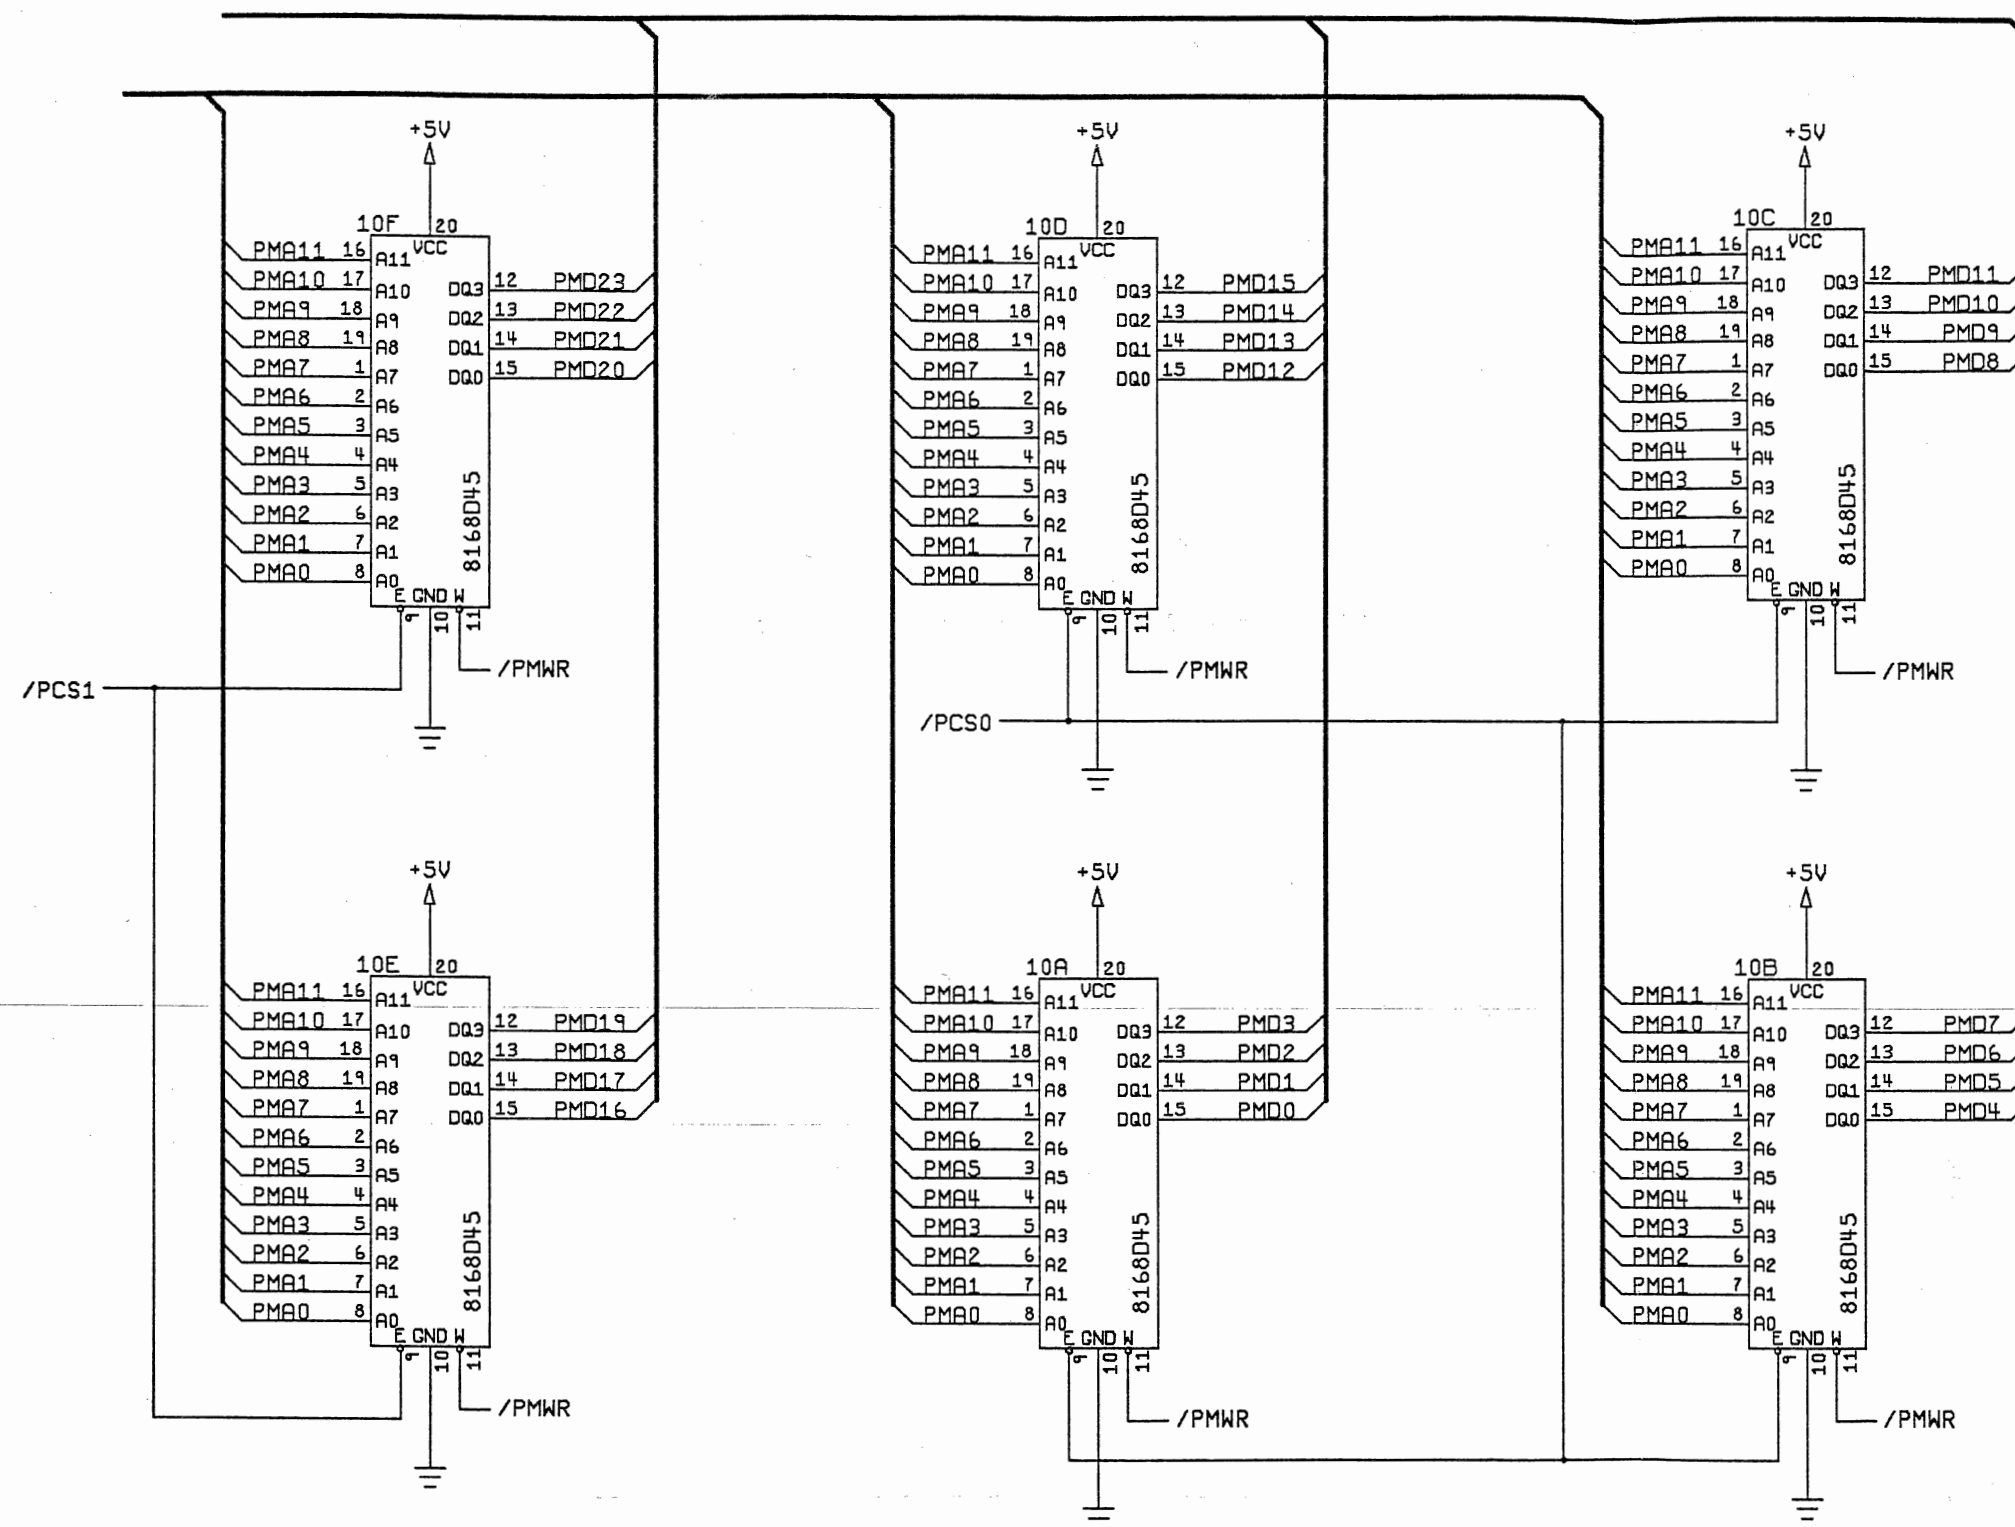 +5V
10F 20
VCC
PMA11 16 A11
PMA10 17 A10
PMA9 18 A9
PMA8 19 A8
PMA7 1 A7
PMA6 2 A6
PMA5 3 A5
PMA4 4 A4
PMA3 5 A3
PMA2 6 A2
PMA1 7 A1
PMA0 8 A0
DQ3 12 PMD23
DQ2 13 PMD22
DQ1 14 PMD21
DQ0 15 PMD20
8168D45
E GND W
9 10 11
/PMWR
/PCS1
+5V
10D 20
VCC
PMA11 16 A11
PMA10 17 A10
PMA9 18 A9
PMA8 19 A8
PMA7 1 A7
PMA6 2 A6
PMA5 3 A5
PMA4 4 A4
PMA3 5 A3
PMA2 6 A2
PMA1 7 A1
PMA0 8 A0
DQ3 12 PMD15
DQ2 13 PMD14
DQ1 14 PMD13
DQ0 15 PMD12
8168D45
E GND W
9 10 11
/PMWR
/PCS0
+5V
10C 20
VCC
PMA11 16 A11
PMA10 17 A10
PMA9 18 A9
PMA8 19 A8
PMA7 1 A7
PMA6 2 A6
PMA5 3 A5
PMA4 4 A4
PMA3 5 A3
PMA2 6 A2
PMA1 7 A1
PMA0 8 A0
DQ3 12 PMD11
DQ2 13 PMD10
DQ1 14 PMD9
DQ0 15 PMD8
8168D45
E GND W
9 10 11
/PMWR
+5V
10E 20
VCC
PMA11 16 A11
PMA10 17 A10
PMA9 18 A9
PMA8 19 A8
PMA7 1 A7
PMA6 2 A6
PMA5 3 A5
PMA4 4 A4
PMA3 5 A3
PMA2 6 A2
PMA1 7 A1
PMA0 8 A0
DQ3 12 PMD19
DQ2 13 PMD18
DQ1 14 PMD17
DQ0 15 PMD16
8168D45
E GND W
9 10 11
/PMWR
+5V
10A 20
VCC
PMA11 16 A11
PMA10 17 A10
PMA9 18 A9
PMA8 19 A8
PMA7 1 A7
PMA6 2 A6
PMA5 3 A5
PMA4 4 A4
PMA3 5 A3
PMA2 6 A2
PMA1 7 A1
PMA0 8 A0
DQ3 12 PMD3
DQ2 13 PMD2
DQ1 14 PMD1
DQ0 15 PMD0
8168D45
E GND W
9 10 11
/PMWR
+5V
10B 20
VCC
PMA11 16 A11
PMA10 17 A10
PMA9 18 A9
PMA8 19 A8
PMA7 1 A7
PMA6 2 A6
PMA5 3 A5
PMA4 4 A4
PMA3 5 A3
PMA2 6 A2
PMA1 7 A1
PMA0 8 A0
DQ3 12 PMD7
DQ2 13 PMD6
DQ1 14 PMD5
DQ0 15 PMD4
8168D45
E GND W
9 10 11
/PMWR